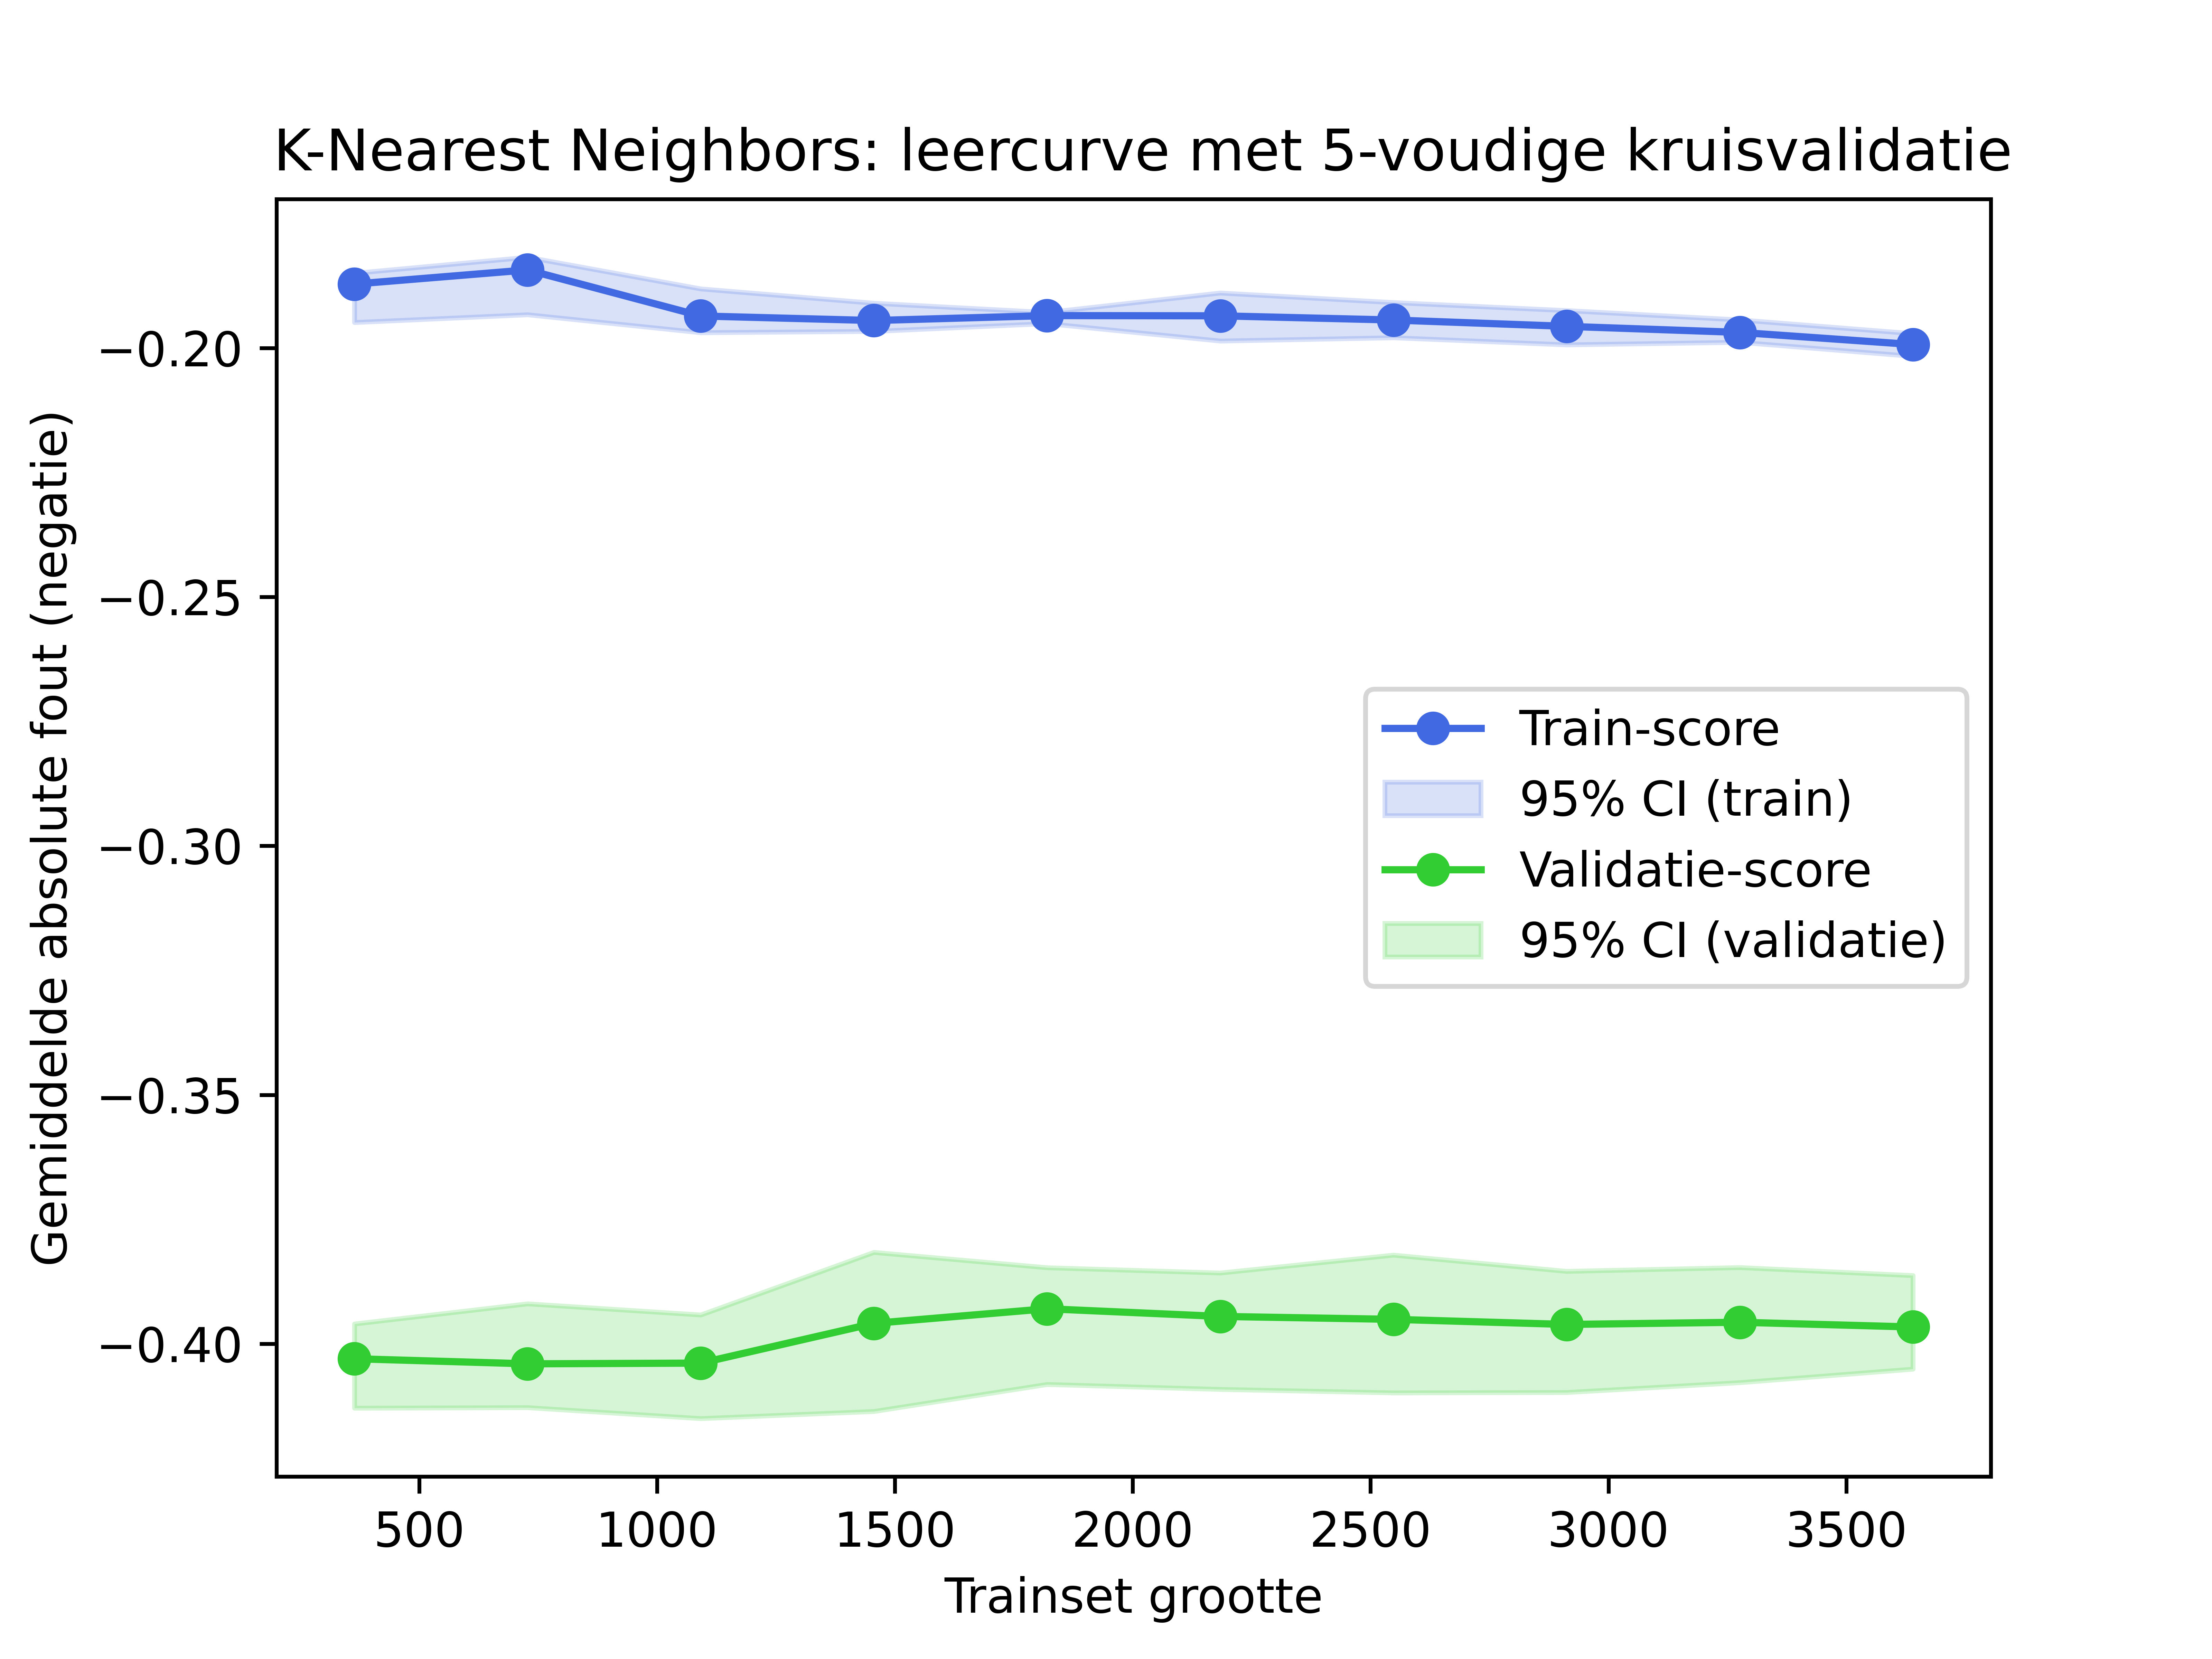 K-Nearest Neighbors: leercurve met 5-voudige kruisvalidatie
Gemiddelde absolute fout (negatie)
−0.20
−0.25
−0.30
−0.35
−0.40
Train-score
95% CI (train)
Validatie-score
95% CI (validatie)
500 1000 1500 2000 2500 3000 3500
Trainset grootte